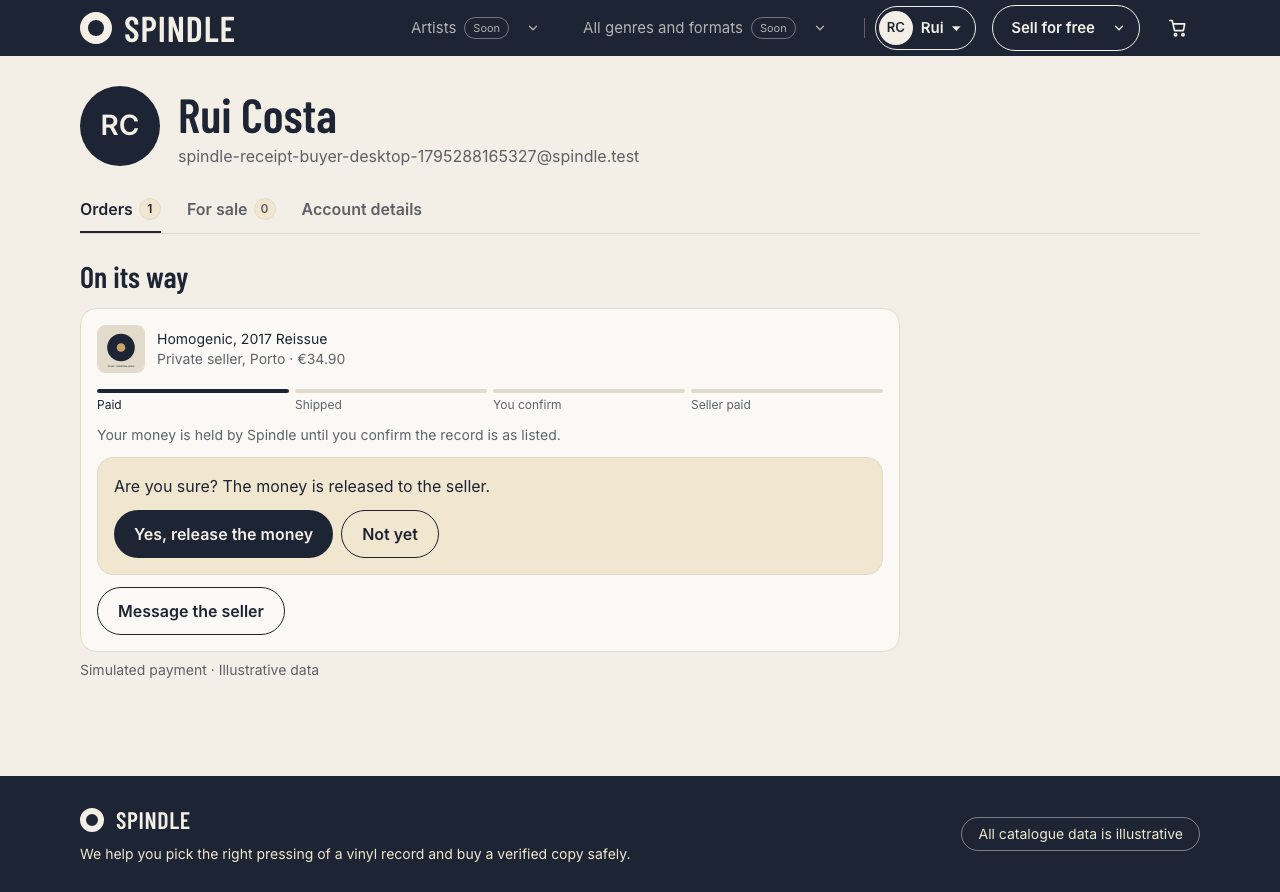 SPINDLE
Artists Soon
All genres and formats Soon
RC Rui
Sell for free
RC
Rui Costa
spindle-receipt-buyer-desktop-1795288165327@spindle.test
Orders 1
For sale 0
Account details
On its way
Homogenic, 2017 Reissue
Private seller, Porto · €34.90
Paid
Shipped
You confirm
Seller paid
Your money is held by Spindle until you confirm the record is as listed.
Are you sure? The money is released to the seller.
Yes, release the money
Not yet
Message the seller
Simulated payment · Illustrative data
SPINDLE
We help you pick the right pressing of a vinyl record and buy a verified copy safely.
All catalogue data is illustrative